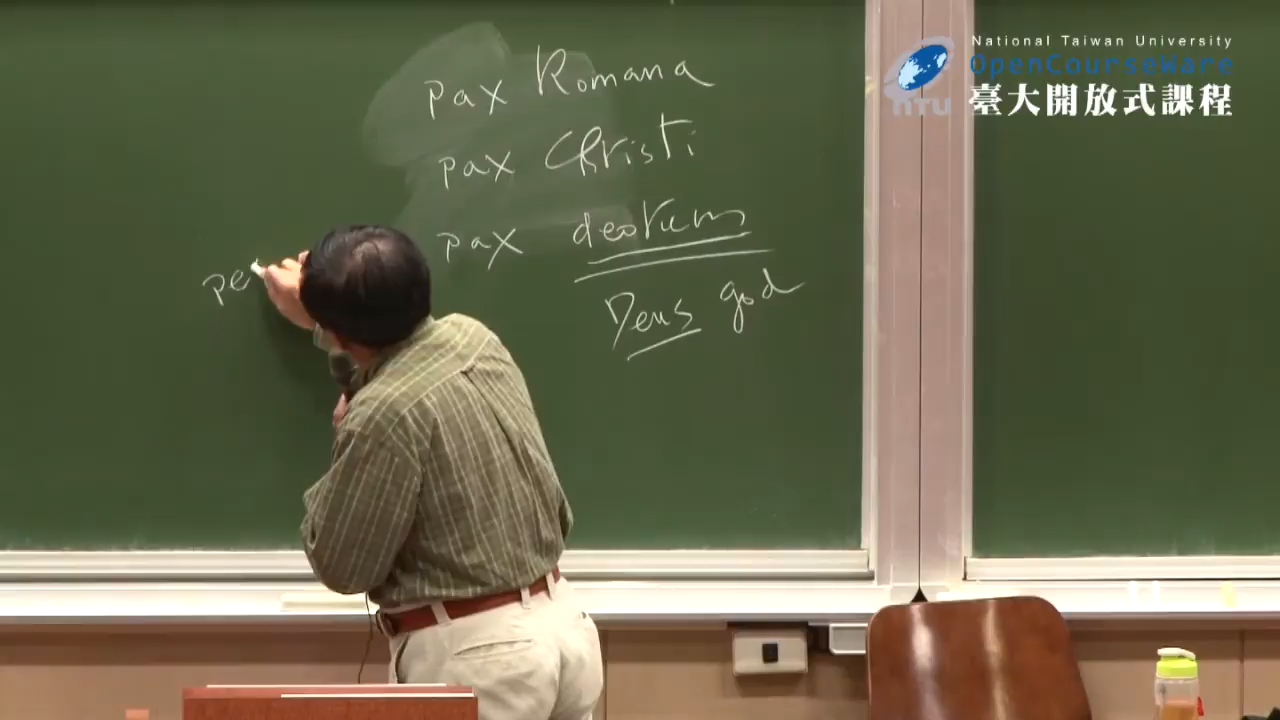 National Taiwan University
OpenCourseWare
臺大開放式課程
NTU
pax Romana
pax Christi
pax deorum
Deus god
pe